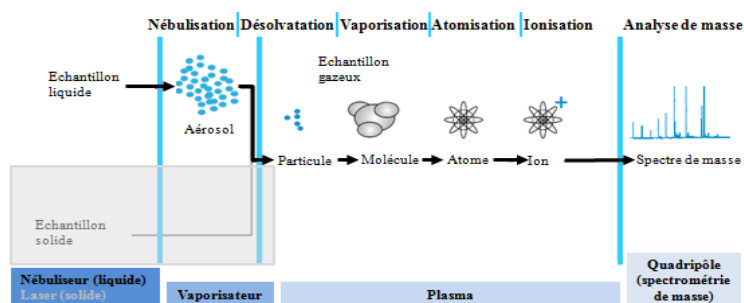 Nébulisation Désolvatation Vaporisation Atomisation Ionisation Analyse de masse
Echantillon
liquide
Aérosol
Echantillon
gazeux
Particule Molécule Atome Ion Spectre de masse
+
Echantillon
solide
Nébuliseur (liquide)
Laser (solide)
Vaporisateur
Plasma
Quadripôle
(spectrométrie
de masse)